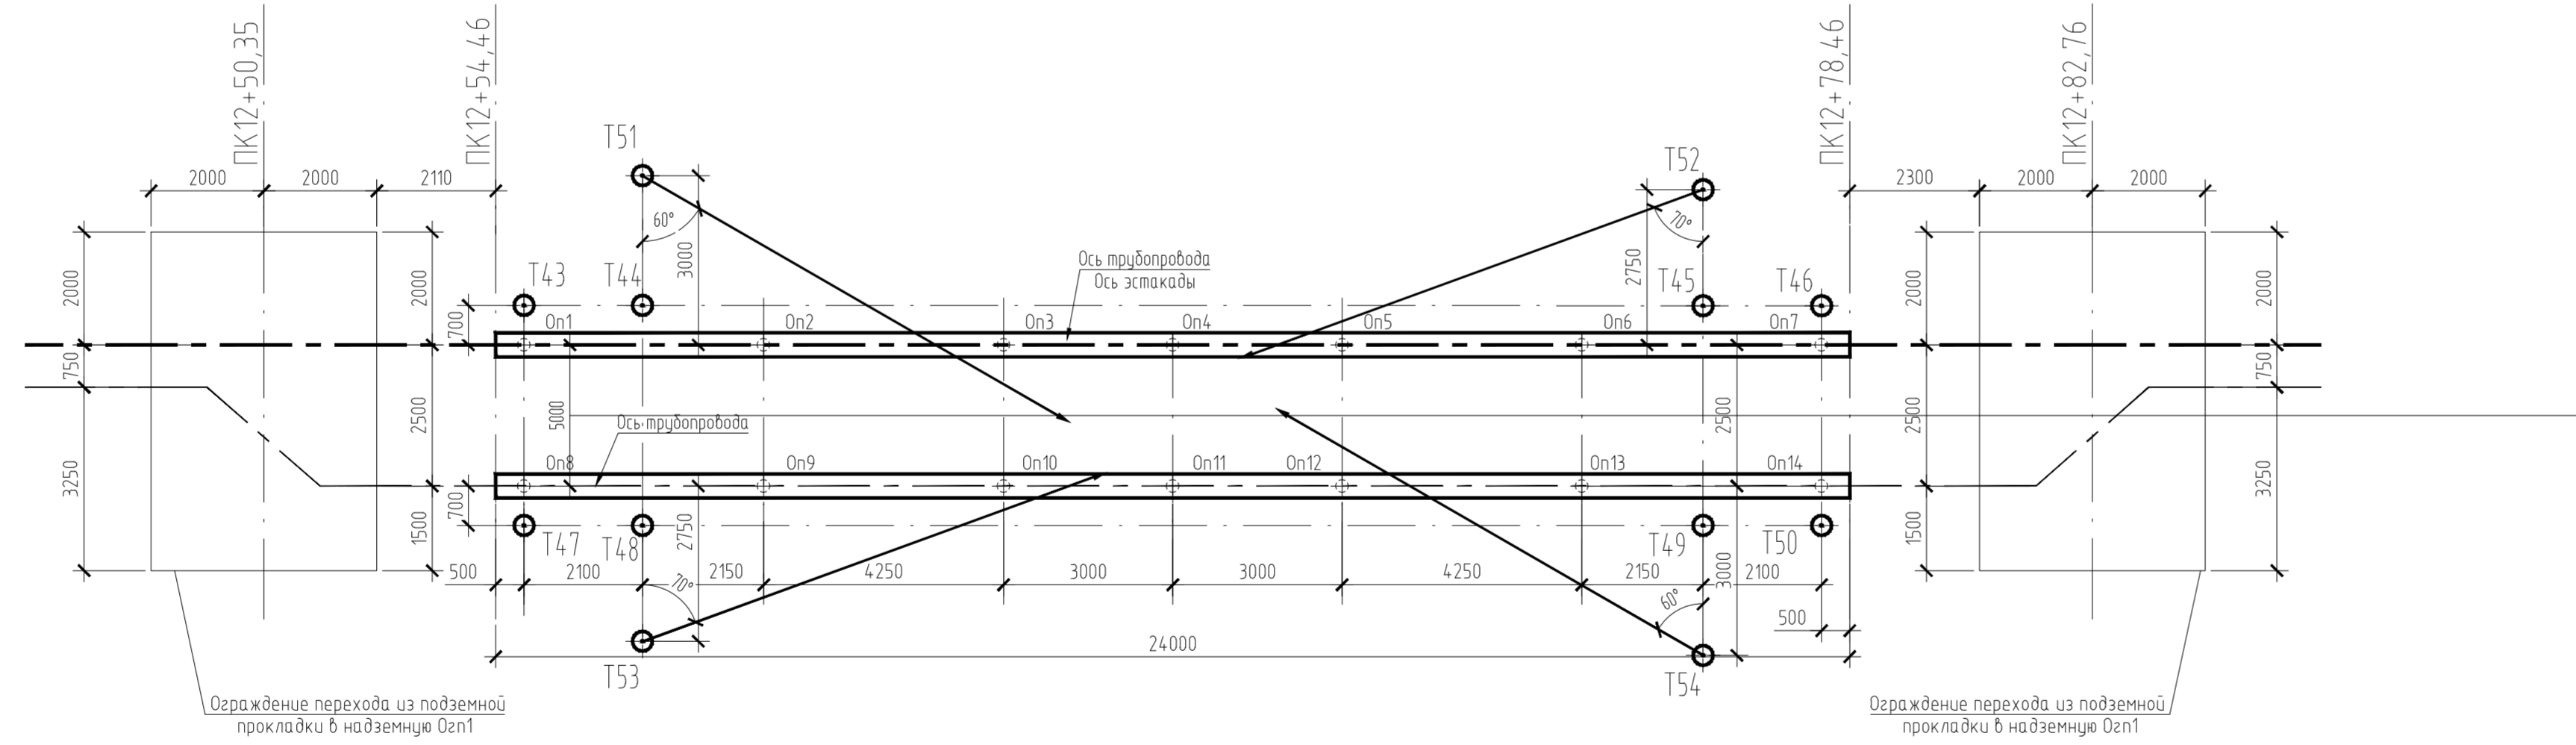 ПК12+50,35
ПК12+54,46
ПК12+78,46
ПК12+82,76
Т51
Т52
2000
2000
2110
2300
2000
2000
60°
70°
3000
2750
Ось трубопровода
Ось эстакады
Т43
Т44
Т45
Т46
2000
2000
2000
2000
700
Оп1
Оп2
Оп3
Оп4
Оп5
Оп6
Оп7
750
750
5000
2500
2500
2500
Ось трубопровода
3250
3250
Оп8
Оп9
Оп10
Оп11
Оп12
Оп13
Оп14
700
1500
1500
2750
3000
Т47
Т48
Т49
Т50
500
2100
2150
4250
3000
3000
4250
2150
2100
70°
60°
500
24000
Т53
Т54
Ограждение перехода из подземной
прокладки в надземную Огп1
Ограждение перехода из подземной
прокладки в надземную Огп1